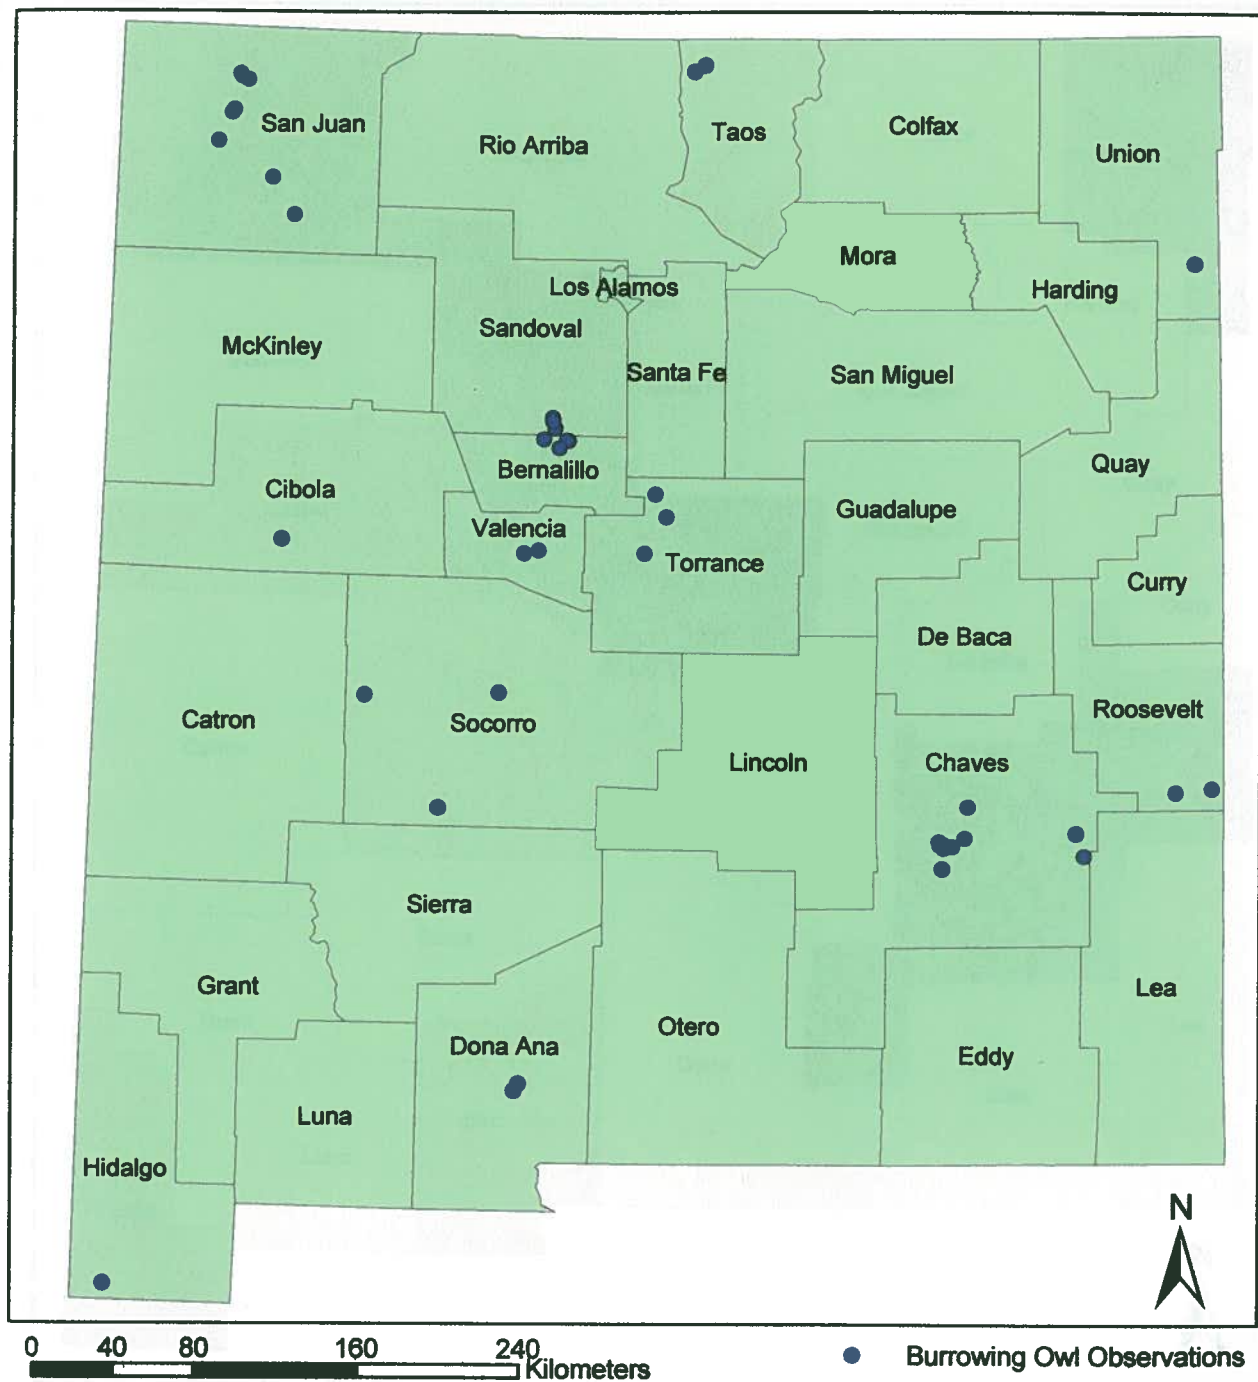 San Juan
Rio Arriba
Taos
Colfax
Union
Mora
Harding
Los Alamos
Sandoval
McKinley
Santa Fe
San Miguel
Quay
Bernalillo
Cibola
Guadalupe
Valencia
Torrance
Curry
De Baca
Roosevelt
Catron
Socorro
Lincoln
Chaves
Sierra
Grant
Lea
Otero
Dona Ana
Eddy
Luna
Hidalgo
N
0 40 80 160 240
Kilometers
Burrowing Owl Observations